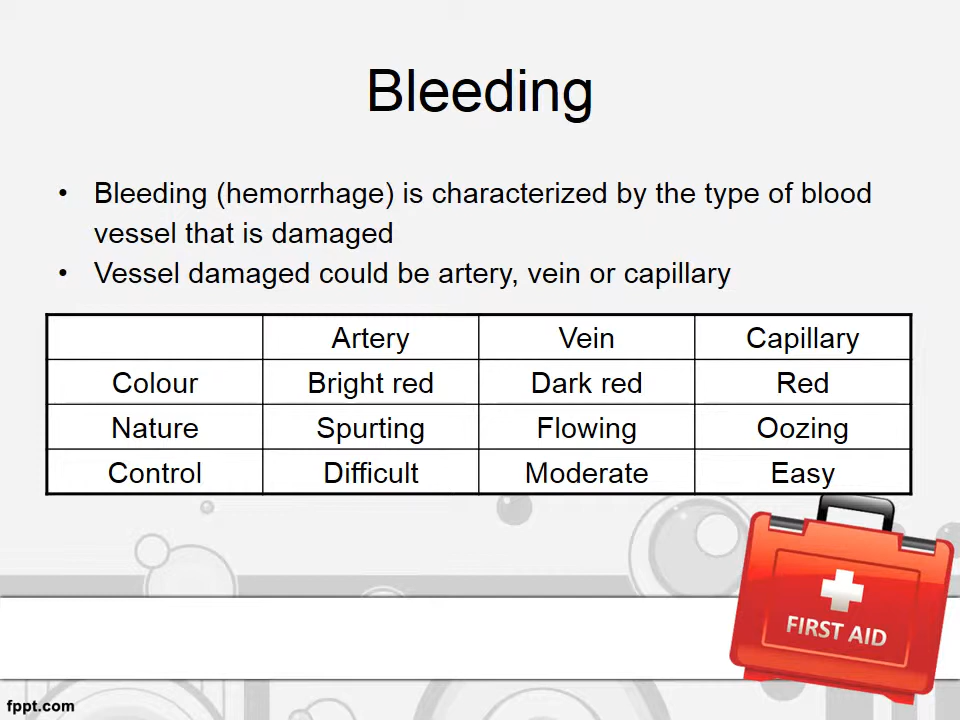 Bleeding
• Bleeding (hemorrhage) is characterized by the type of blood
vessel that is damaged
• Vessel damaged could be artery, vein or capillary
Artery Vein Capillary
Colour Bright red Dark red Red
Nature Spurting Flowing Oozing
Control Difficult Moderate Easy
FIRST AID
fppt.com